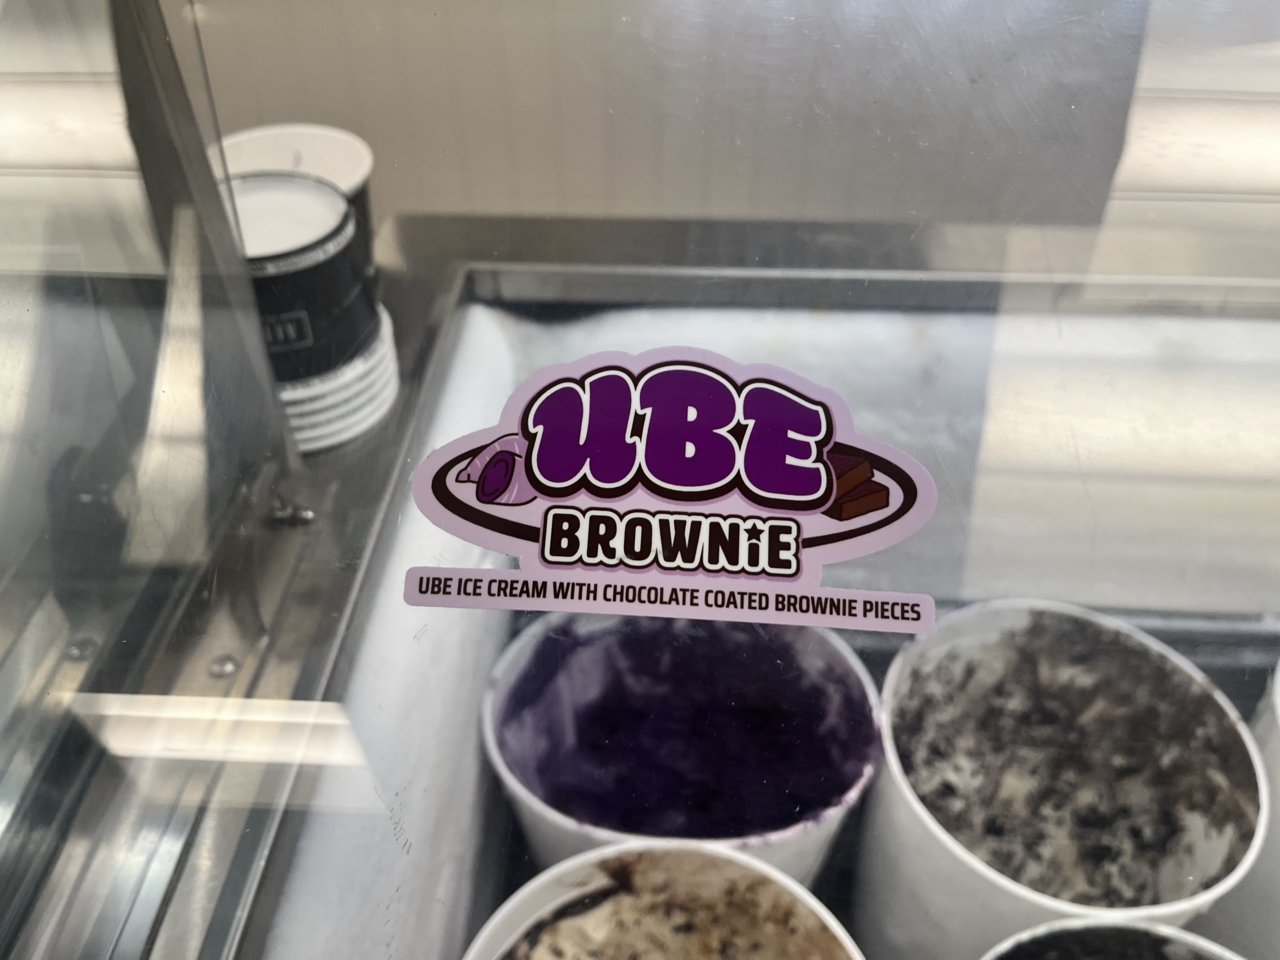 UBE
BROWNiE
UBE ICE CREAM WITH CHOCOLATE COATED BROWNIE PIECES